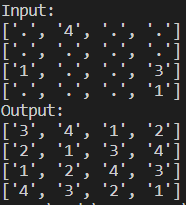 Input:
['.', '4', '.', '.']
['.', '.', '.', '.']
['1', '.', '.', '3']
['.', '.', '.', '1']
Output:
['3', '4', '1', '2']
['2', '1', '3', '4']
['1', '2', '4', '3']
['4', '3', '2', '1']